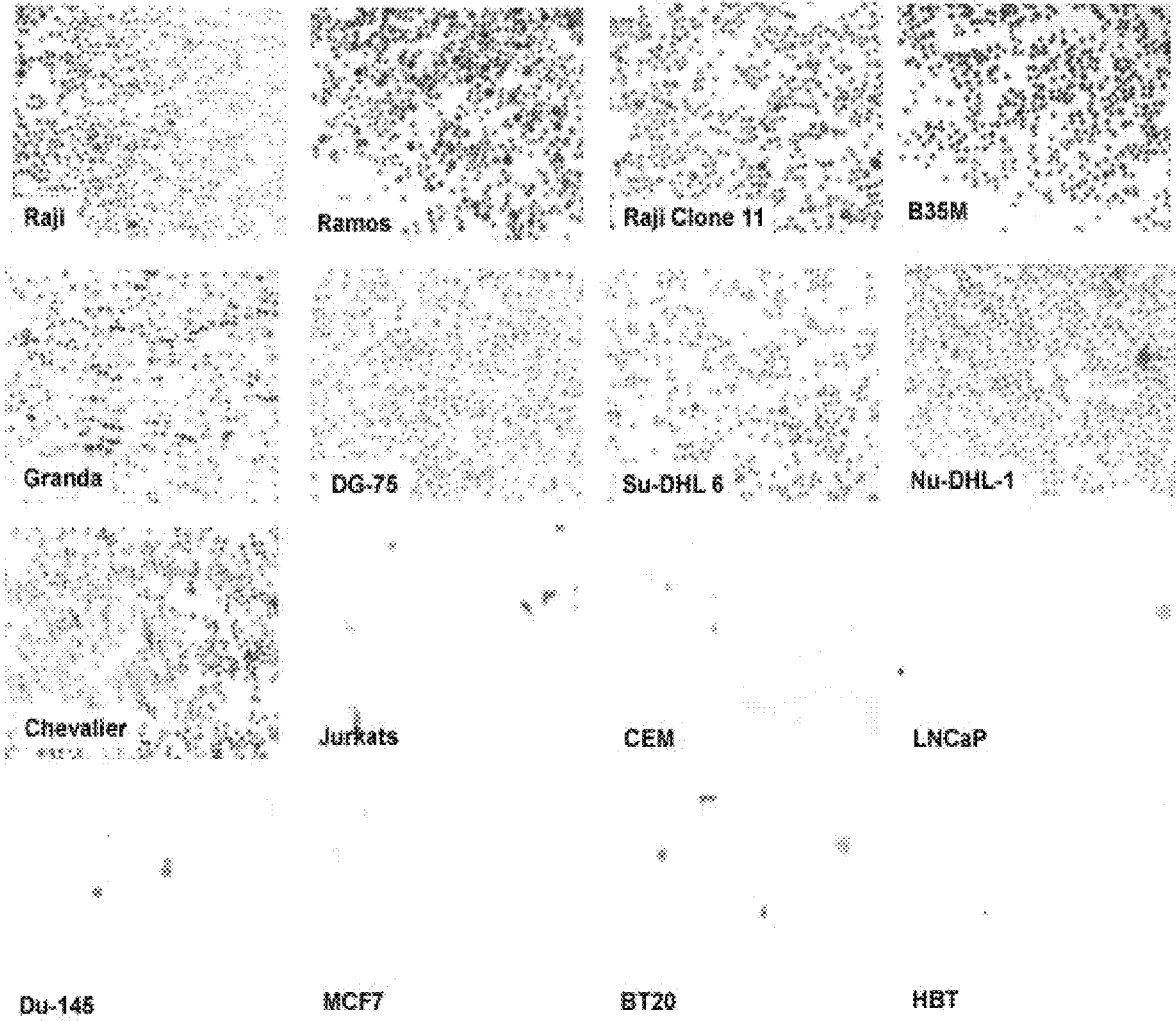 Raji
Ramos
Raji Clone 11
B35M
Granda
DG-75
Su-DHL 6
Nu-DHL-1
Chevalier
Jurkats
CEM
LNCaP
Du-145
MCF7
BT20
HBT